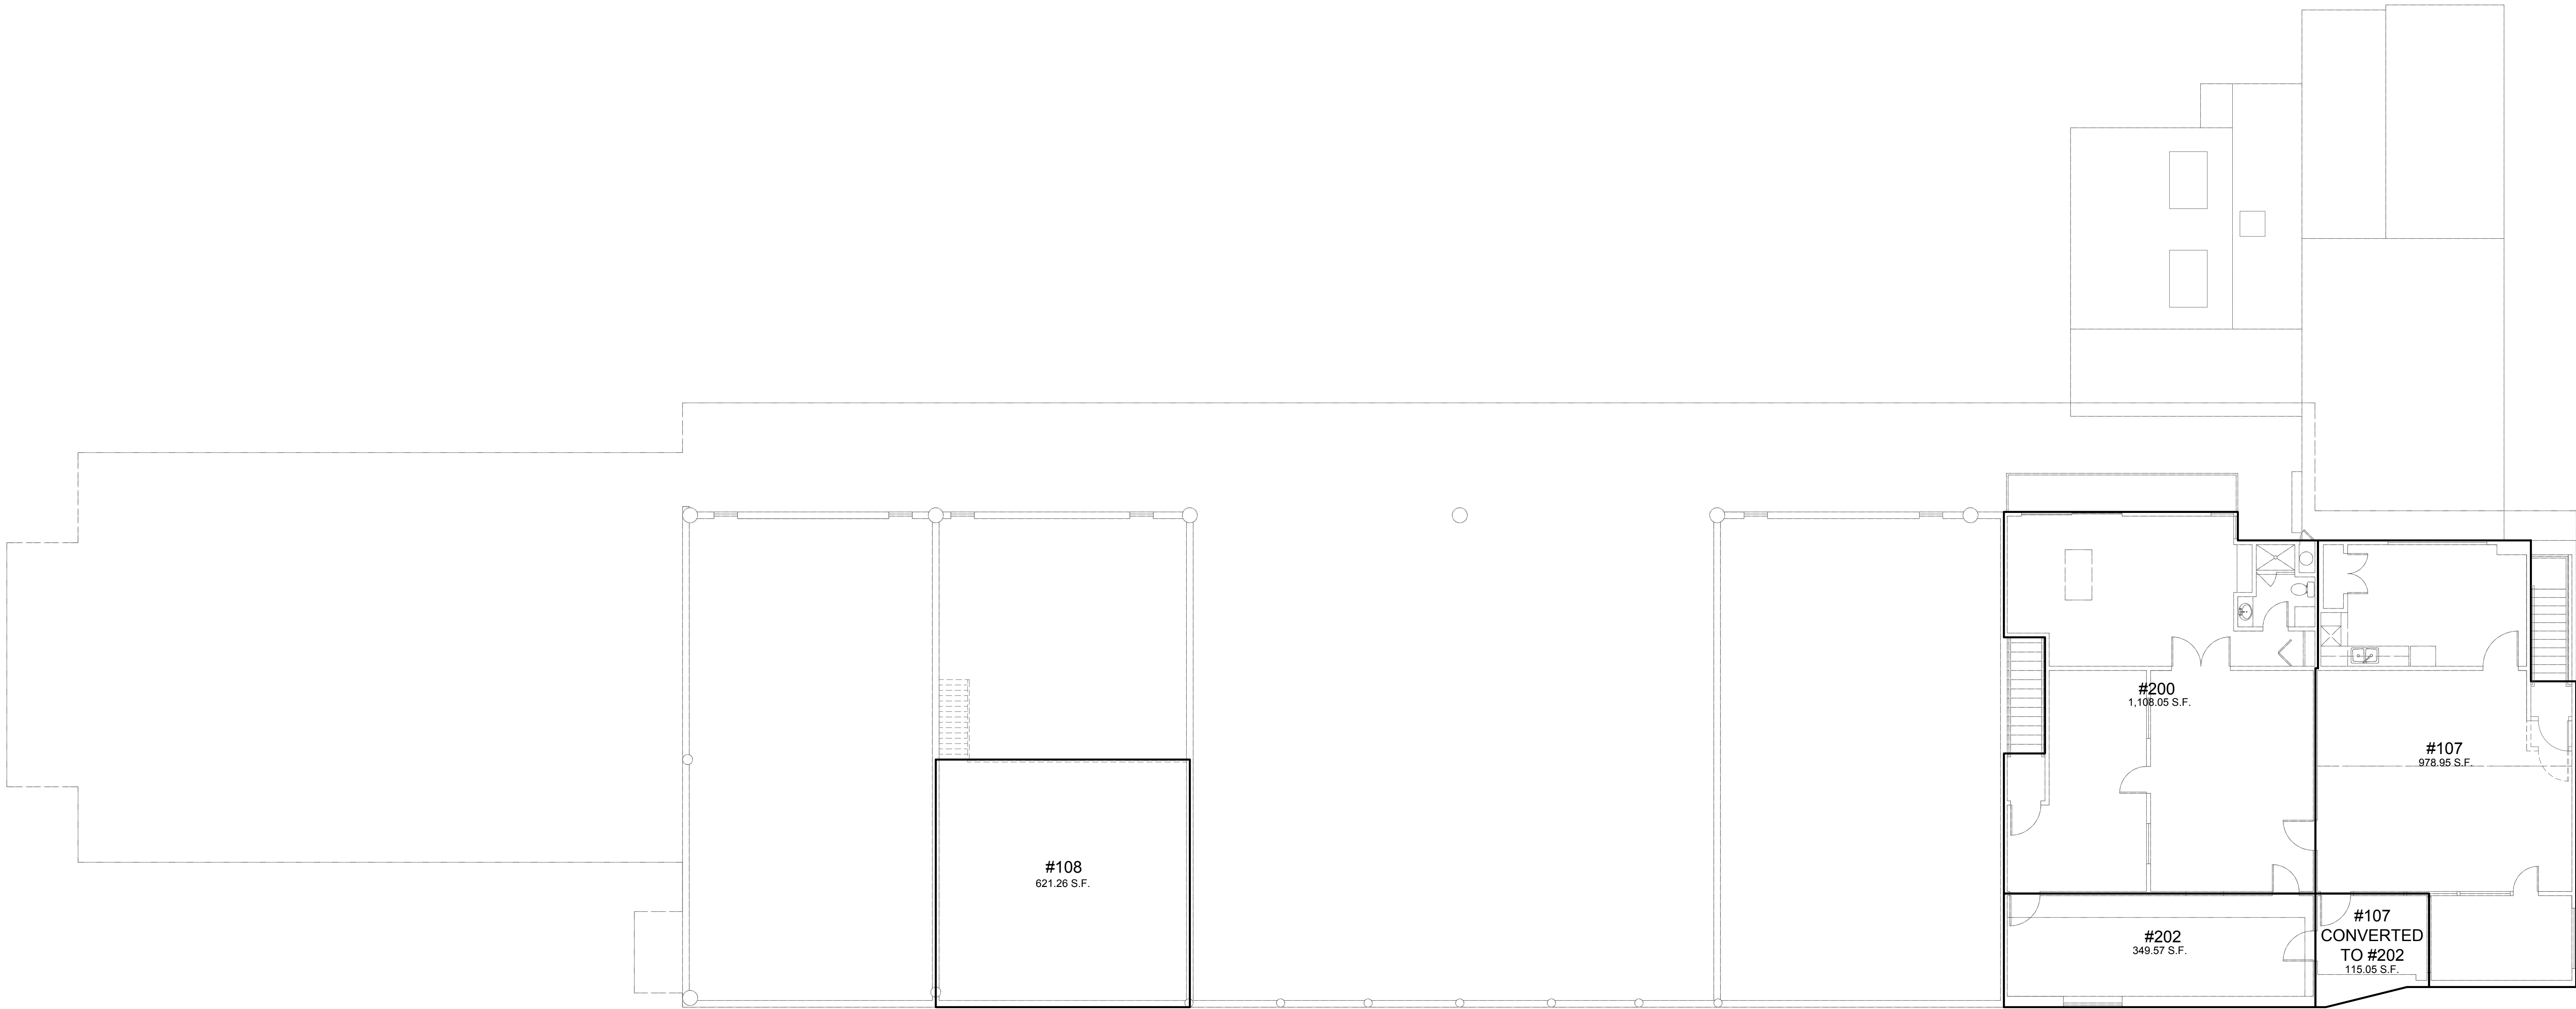 #200
1,108.05 S.F.
#107
978.95 S.F.
#108
621.26 S.F.
#202
349.57 S.F.
#107
CONVERTED
TO #202
115.05 S.F.